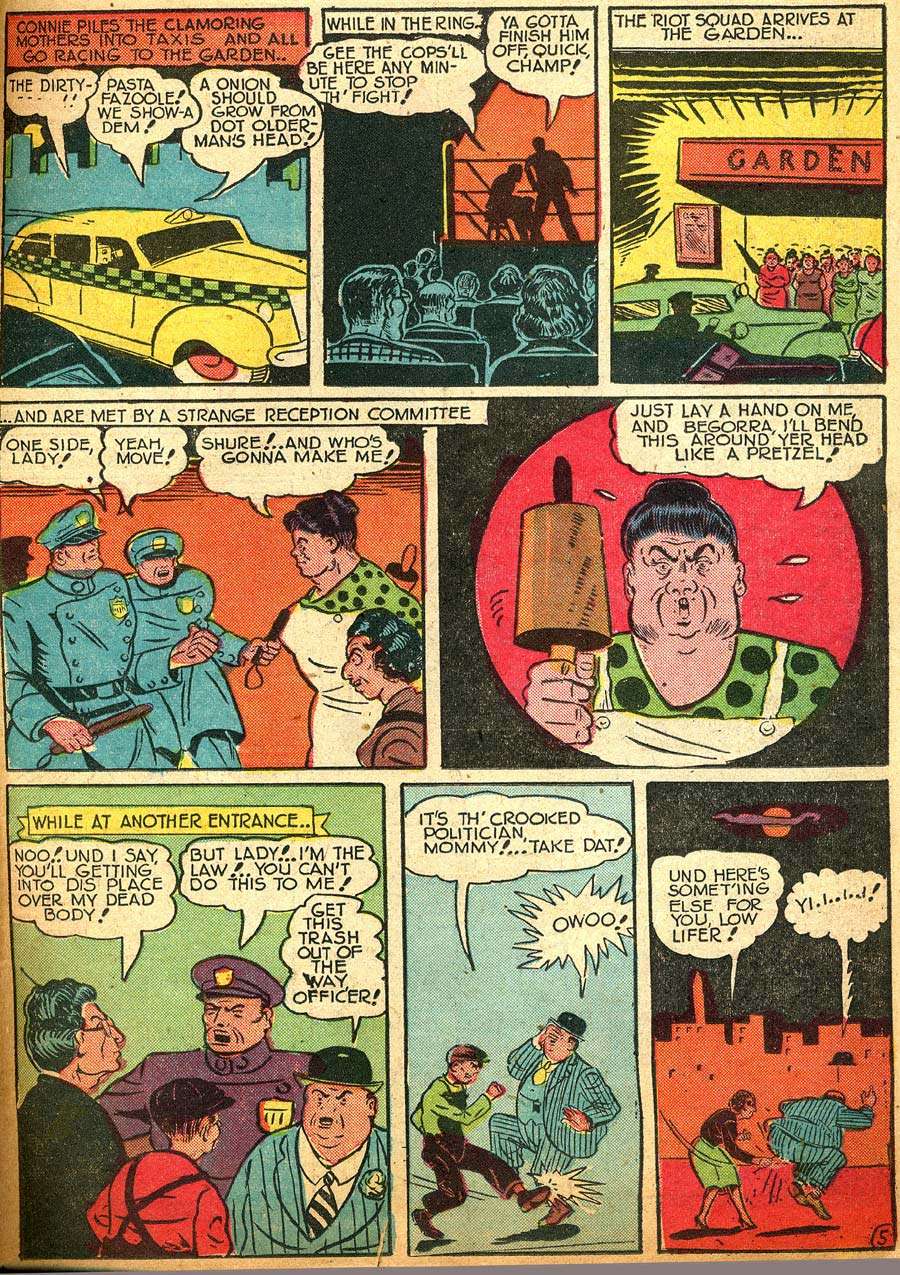 CONNIE PILES THE CLAMORING
MOTHERS INTO TAXIS AND ALL
GO RACING TO THE GARDEN..
THE DIRTY-
----!!
PASTA
FAZOOLE!
WE SHOW-A
DEM!
A ONION
SHOULD
GROW FROM
DOT OLDER-
MAN'S HEAD!
WHILE IN THE RING..
GEE THE COPS'LL
BE HERE ANY MIN-
UTE TO STOP
TH' FIGHT!
YA GOTTA
FINISH HIM
OFF, QUICK,
CHAMP!
THE RIOT SQUAD ARRIVES AT
THE GARDEN...
GARDEN
...AND ARE MET BY A STRANGE RECEPTION COMMITTEE
ONE SIDE,
LADY!
YEAH,
MOVE!
SHURE!..AND WHO'S
GONNA MAKE ME!
JUST LAY A HAND ON ME,
AND BEGORRA, I'LL BEND
THIS AROUND YER HEAD
LIKE A PRETZEL!
WHILE AT ANOTHER ENTRANCE..
NOO!! UND I SAY,
YOU'LL GETTING
INTO DIS PLACE
OVER MY DEAD
BODY!
BUT LADY!..I'M THE
LAW!..YOU CAN'T
DO THIS TO ME!
GET
THIS
TRASH
OUT OF
THE
WAY,
OFFICER!
IT'S TH' CROOKED
POLITICIAN,
MOMMY!...TAKE DAT!
OWOO!
UND HERE'S
SOMET'ING
ELSE FOR
YOU, LOW
LIFER!
YI.I..I..I..!
5